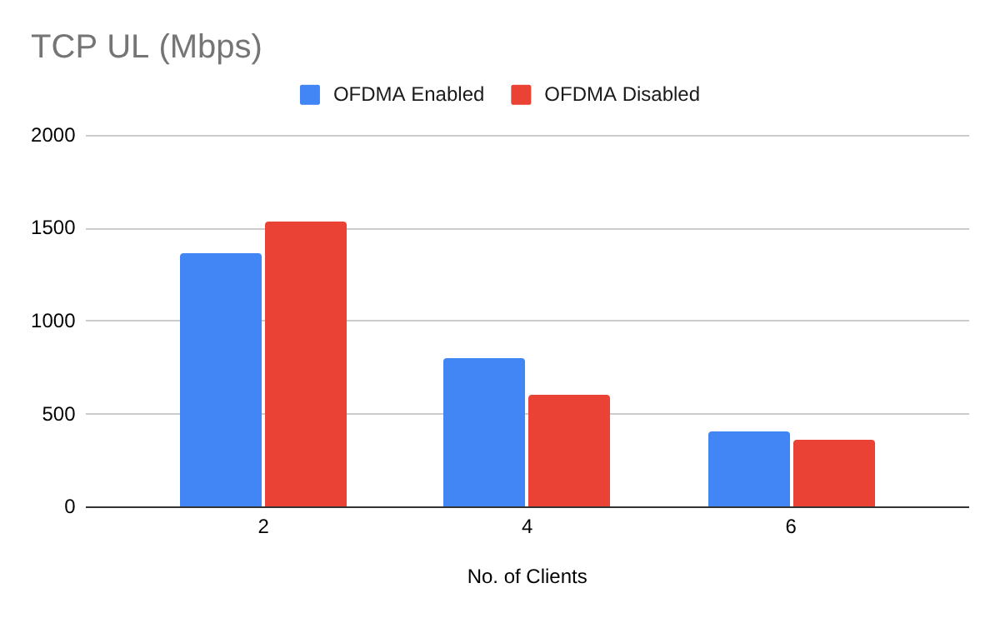 TCP UL (Mbps)
OFDMA Enabled OFDMA Disabled
2000
1500
1000
500
0
2 4 6
No. of Clients